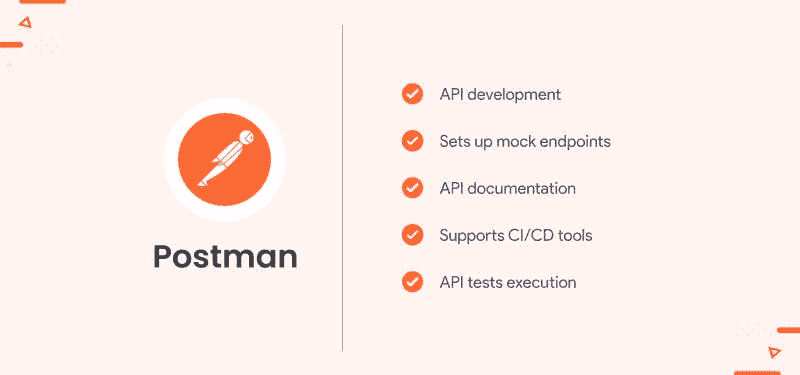 Postman
API development
Sets up mock endpoints
API documentation
Supports CI/CD tools
API tests execution